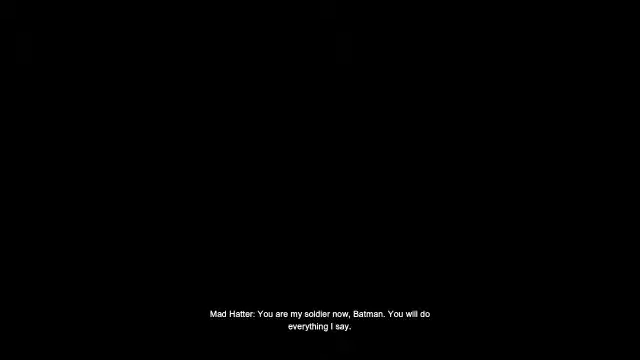 Mad Hatter: You are my soldier now, Batman. You will do
everything I say.